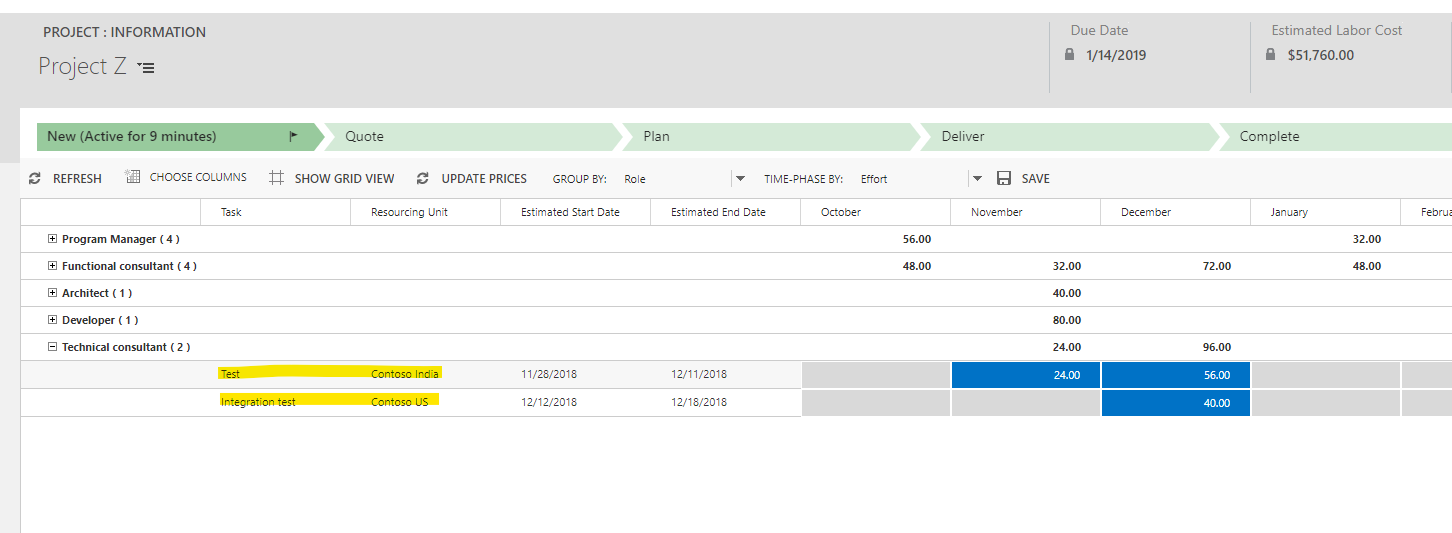 PROJECT : INFORMATION
Project Z
Due Date
1/14/2019
Estimated Labor Cost
$51,760.00
New (Active for 9 minutes) Quote Plan Deliver Complete
REFRESH CHOOSE COLUMNS SHOW GRID VIEW UPDATE PRICES GROUP BY: Role TIME-PHASE BY: Effort SAVE
Task Resourcing Unit Estimated Start Date Estimated End Date October November December January Februa
Program Manager ( 4 ) 56.00 32.00
Functional consultant ( 4 ) 48.00 32.00 72.00 48.00
Architect ( 1 ) 40.00
Developer ( 1 ) 80.00
Technical consultant ( 2 ) 24.00 96.00
Test Contoso India 11/28/2018 12/11/2018 24.00 56.00
Integration test Contoso US 12/12/2018 12/18/2018 40.00